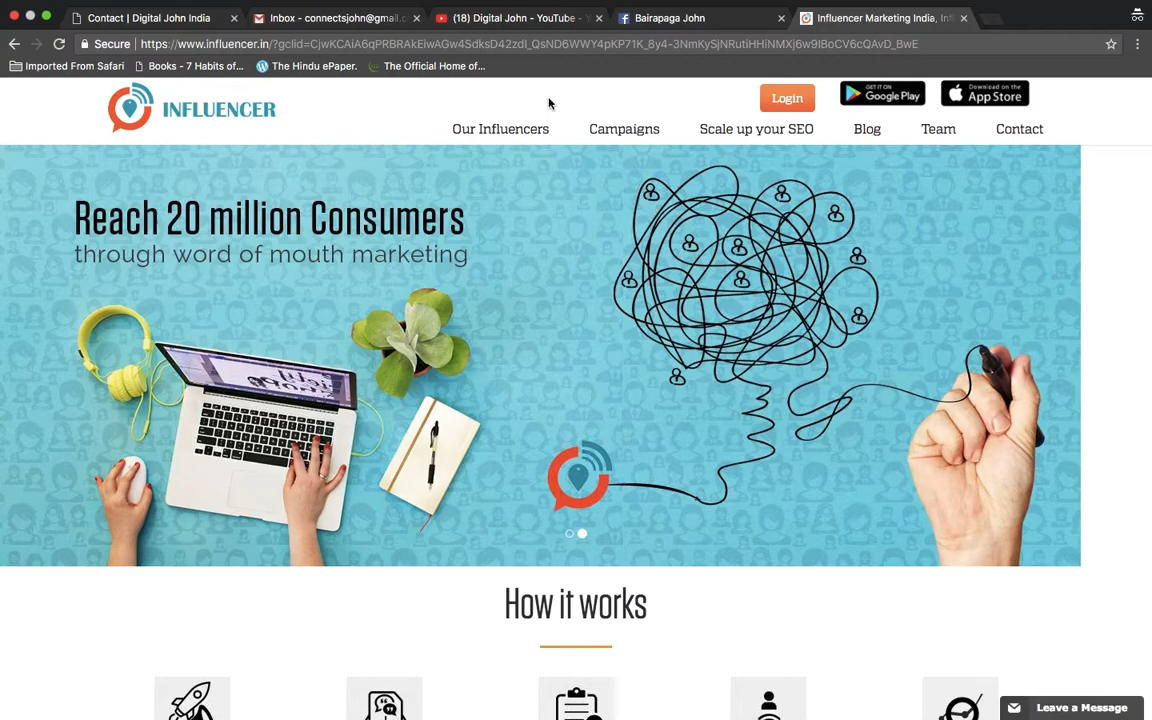 Contact | Digital John India
Inbox - connectsjohn@gmail.c
(18) Digital John - YouTube -
Bairapaga John
Influencer Marketing India, Inf
Secure
https://www.influencer.in/?gclid=CjwKCAiA6qPRBRAkEiwAGw4SdksD42zdI_QsND6WWY4pKP71K_8y4-3NmKySjNRutiHHiNMXj6w9IBoCV6cQAvD_BwE
Imported From Safari
Books - 7 Habits of...
The Hindu ePaper.
The Official Home of...
INFLUENCER
Login
GET IT ON
Google Play
Download on the
App Store
Our Influencers
Campaigns
Scale up your SEO
Blog
Team
Contact
Reach 20 million Consumers
through word of mouth marketing
How it works
Leave a Message